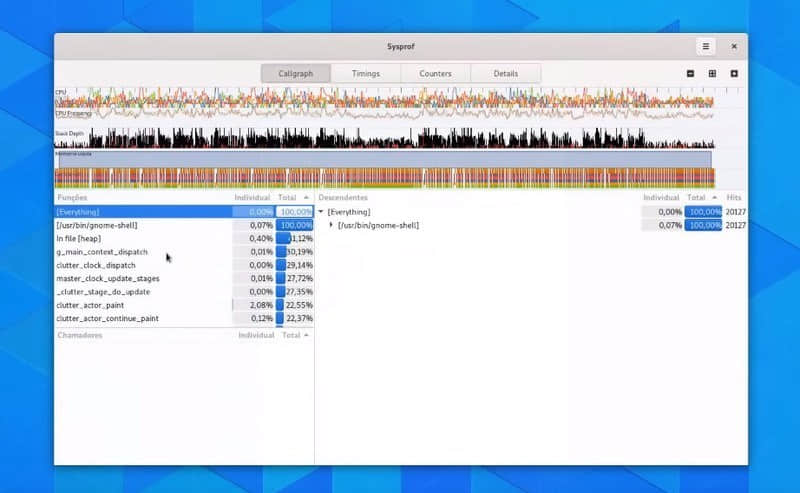 Sysprof
Callgraph Timings Counters Details
CPU
CPU Frequency
Stack Depth
Funções Individual Total Descendentes Individual Total Hits
[Everything] 0,00% 100,00% [Everything] 0,00% 100,00% 20127
[/usr/bin/gnome-shell] 0,07% 100,00% [/usr/bin/gnome-shell] 0,07% 100,00% 20127
In file [heap] 0,40% 1,12%
g_main_context_dispatch 0,01% 30,19%
clutter_clock_dispatch 0,00% 29,14%
master_clock_update_stages 0,01% 27,72%
_clutter_stage_do_update 0,00% 27,35%
clutter_actor_paint 2,08% 22,55%
clutter_actor_continue_paint 0,12% 22,37%
Chamadores Individual Total